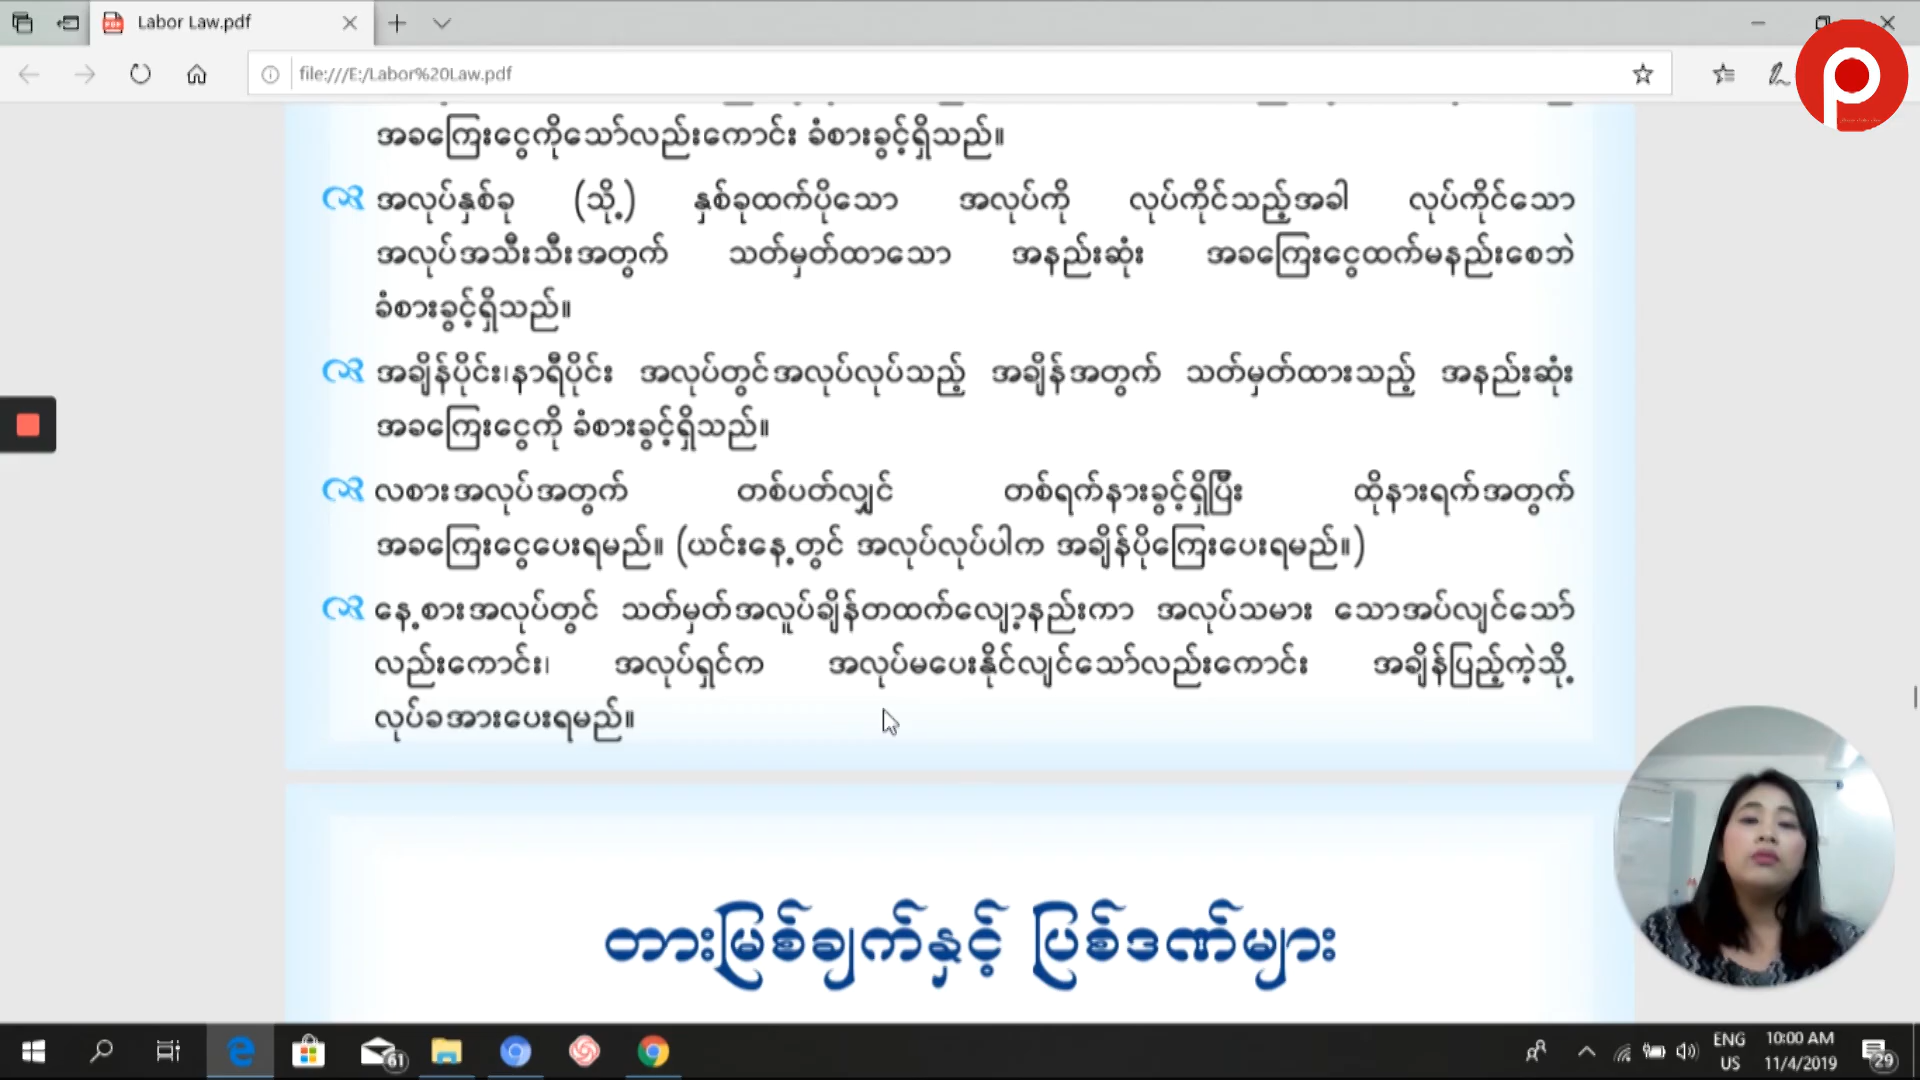 Labor Law.pdf
file:///E:/Labor%20Law.pdf
အခကြေးငွေကိုသော်လည်းကောင်း ခံစားခွင့်ရှိသည်။
အလုပ်နှစ်ခု (သို့) နှစ်ခုထက်ပိုသော အလုပ်ကို လုပ်ကိုင်သည့်အခါ လုပ်ကိုင်သော
အလုပ်အသီးသီးအတွက် သတ်မှတ်ထာသော အနည်းဆုံး အခကြေးငွေထက်မနည်းစေဘဲ
ခံစားခွင့်ရှိသည်။
အချိန်ပိုင်း၊နာရီပိုင်း အလုပ်တွင်အလုပ်လုပ်သည့် အချိန်အတွက် သတ်မှတ်ထားသည့် အနည်းဆုံး
အခကြေးငွေကို ခံစားခွင့်ရှိသည်။
လစားအလုပ်အတွက် တစ်ပတ်လျှင် တစ်ရက်နားခွင့်ရှိပြီး ထိုနားရက်အတွက်
အခကြေးငွေပေးရမည်။ (ယင်းနေ့တွင် အလုပ်လုပ်ပါက အချိန်ပိုကြေးပေးရမည်။)
နေ့စားအလုပ်တွင် သတ်မှတ်အလူပ်ချိန်တထက်လျော့နည်းကာ အလုပ်သမား သောအပ်လျင်သော်
လည်းကောင်း၊ အလုပ်ရှင်က အလုပ်မပေးနိုင်လျင်သော်လည်းကောင်း အချိန်ပြည့်ကဲ့သို့
လုပ်ခအားပေးရမည်။
တားမြစ်ချက်နှင့် ပြစ်ဒဏ်များ
61
ENG
US
10:00 AM
11/4/2019
29